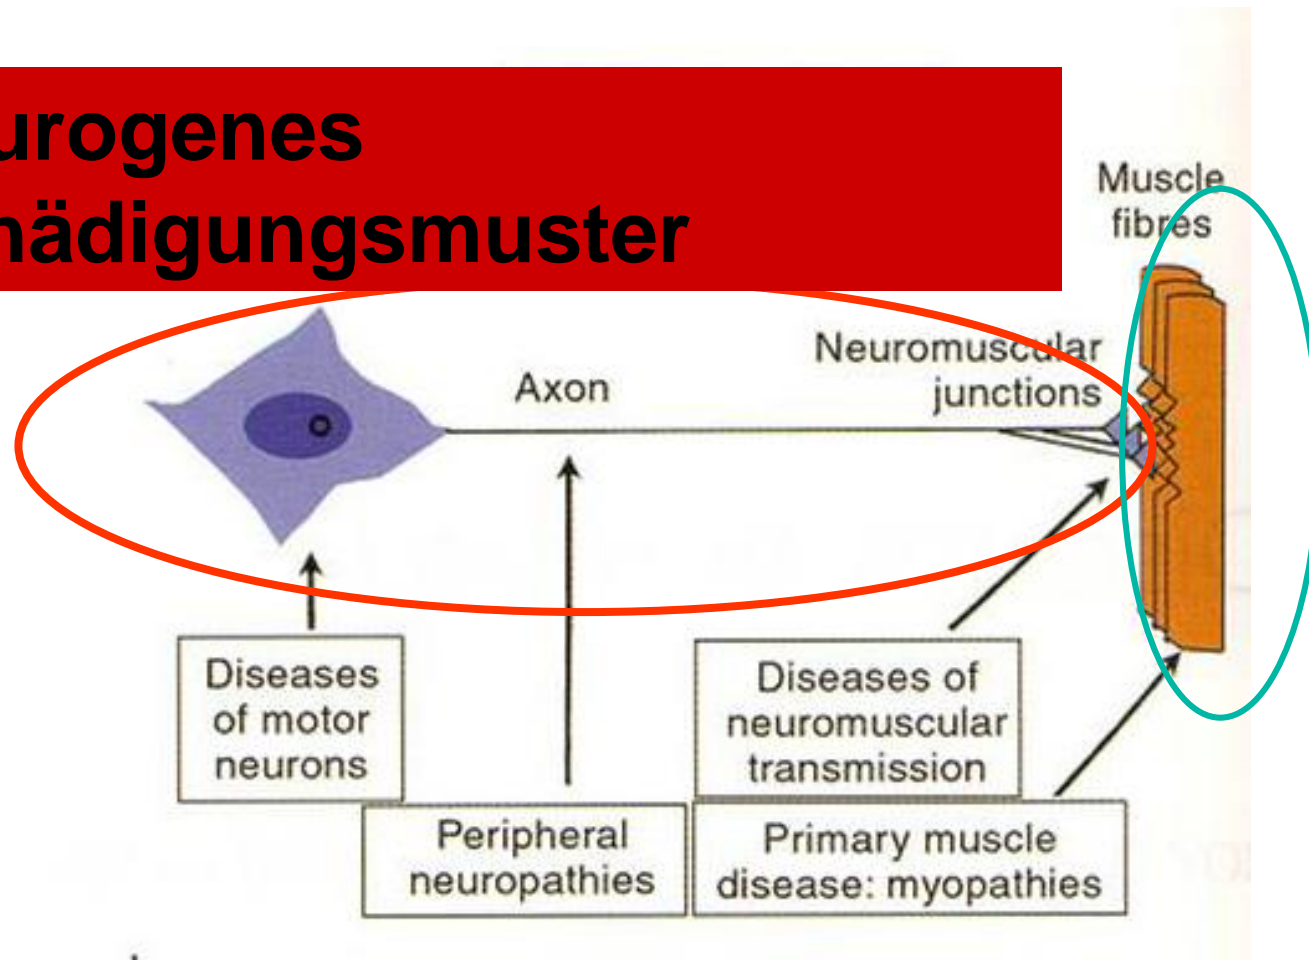 urogenes
nädigungsmuster
Muscle
fibres
Neuromuscular
junctions
Axon
Diseases
of motor
neurons
Diseases of
neuromuscular
transmission
Peripheral
neuropathies
Primary muscle
disease: myopathies